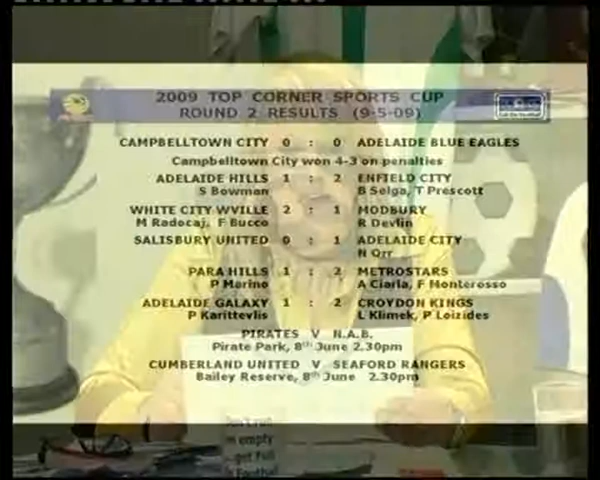 2009 TOP CORNER SPORTS CUP
ROUND 2 RESULTS (9-5-09)
CAMPBELLTOWN CITY 0 : 0 ADELAIDE BLUE EAGLES
Campbelltown City won 4-3 on penalties
ADELAIDE HILLS 1 : 2 ENFIELD CITY
S Bowman B Selga, T Prescott
WHITE CITY WVILLE 2 : 1 MODBURY
M Radocaj, F Bucco R Devlin
SALISBURY UNITED 0 : 1 ADELAIDE CITY
N Orr
PARA HILLS 1 : 2 METROSTARS
P Marino A Ciarla, F Monterosso
ADELAIDE GALAXY 1 : 2 CROYDON KINGS
P Karittevlis L Klimek, P Loizides
PIRATES V N.A.B.
Pirate Park, 8th June 2.30pm
CUMBERLAND UNITED V SEAFORD RANGERS
Bailey Reserve, 8th June 2.30pm
empty